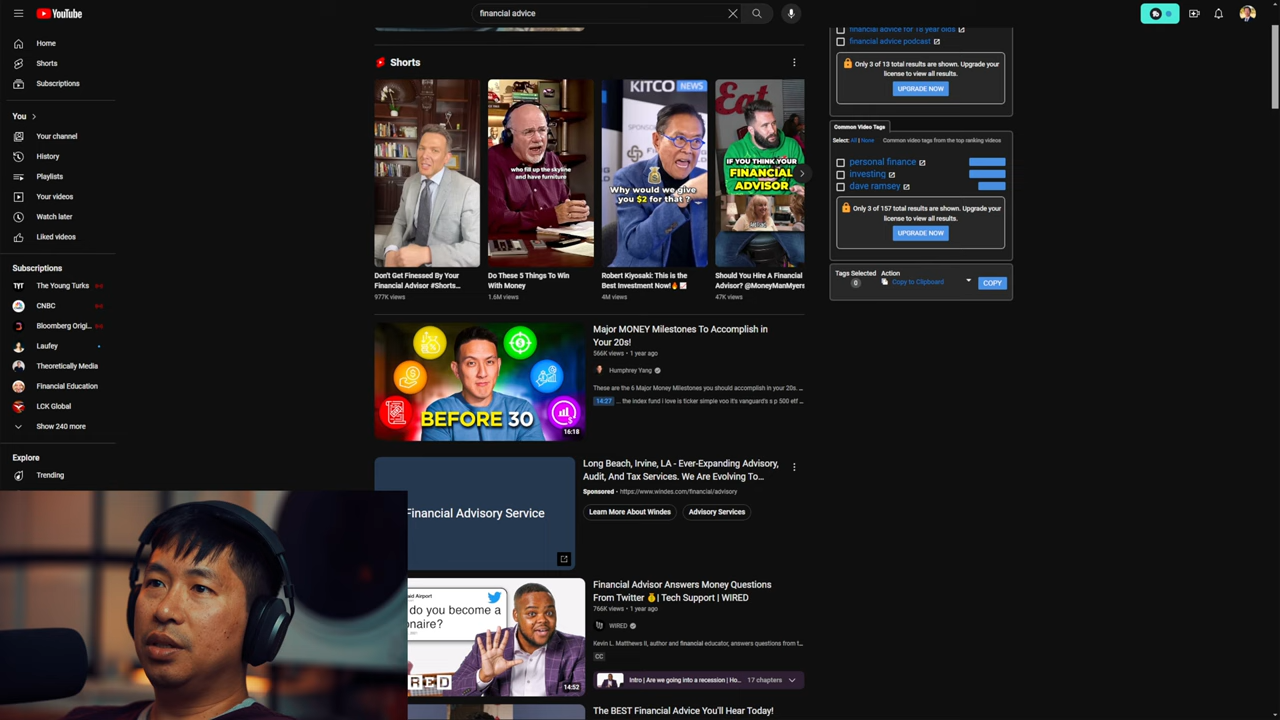 YouTube
financial advice
Home
Shorts
Subscriptions
You
Your channel
History
Playlists
Your videos
Watch later
Liked videos
Subscriptions
The Young Turks
CNBC
Bloomberg Origi...
Laufey
Theoretically Media
Financial Education
LCK Global
Show 240 more
Explore
Trending
Shorts
who fill up the skyline
and have furniture
KITCO NEWS
Why would we give
you $2 for that ?
Eat
IF YOU THINK YOUR
FINANCIAL
ADVISOR
Don't Get Finessed By Your
Financial Advisor #Shorts...
977K views
Do These 5 Things To Win
With Money
1.6M views
Robert Kiyosaki: This is the
Best Investment Now!🔥📈
4M views
Should You Hire A Financial
Advisor? @MoneyManMyers
47K views
BEFORE 30
16:18
Major MONEY Milestones To Accomplish in
Your 20s!
566K views • 1 year ago
Humphrey Yang
These are the 6 Major Money Milestones you should accomplish in your 20s. ...
14:27 ... the index fund i love is ticker simple voo it's vanguard's s p 500 etf ...
Financial Advisory Service
Long Beach, Irvine, LA - Ever-Expanding Advisory,
Audit, And Tax Services. We Are Evolving To...
Sponsored • https://www.windes.com/financial/advisory
Learn More About Windes
Advisory Services
aid Airport
do you become a
onaire?
RED
14:52
Financial Advisor Answers Money Questions
From Twitter 💰| Tech Support | WIRED
766K views • 1 year ago
WIRED
Kevin L. Matthews II, author and financial educator, answers questions from t...
CC
Intro | Are we going into a recession | Ho...
17 chapters
The BEST Financial Advice You'll Hear Today!
financial advice for 18 year olds
financial advice podcast
Only 3 of 13 total results are shown. Upgrade your
license to view all results.
UPGRADE NOW
Common Video Tags
Select: All | None
Common video tags from the top ranking videos
personal finance
investing
dave ramsey
Only 3 of 157 total results are shown. Upgrade your
license to view all results.
UPGRADE NOW
Tags Selected
0
Action
Copy to Clipboard
COPY